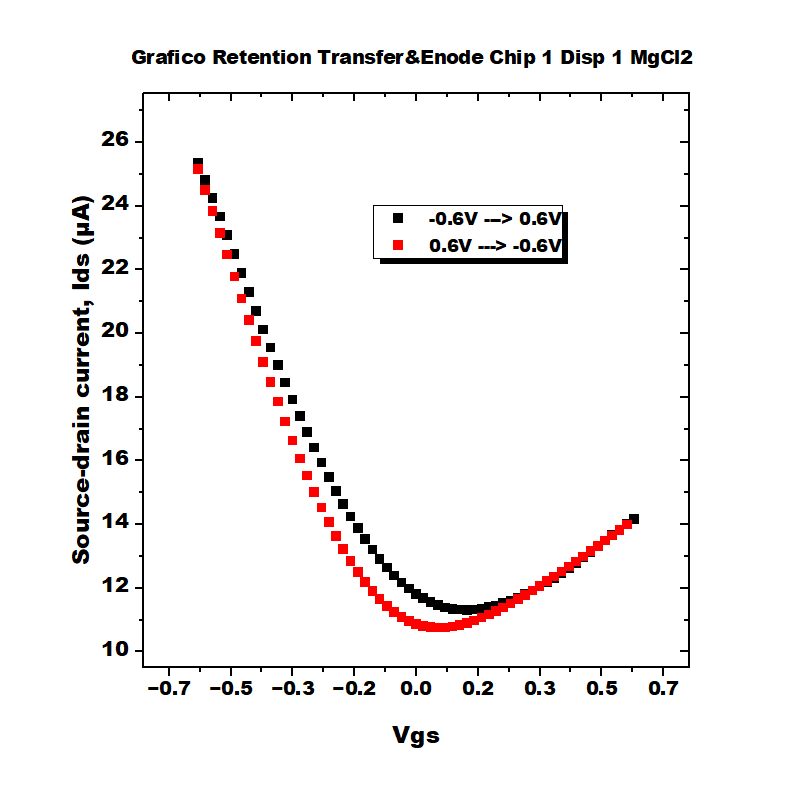 Grafico Retention Transfer&Enode Chip 1 Disp 1 MgCl2
26
24
22
20
18
16
14
12
10
Source-drain current, Ids (µA)
-0.6V ---> 0.6V
0.6V ---> -0.6V
−0.7 −0.5 −0.3 −0.2 0.0 0.2 0.3 0.5 0.7
Vgs